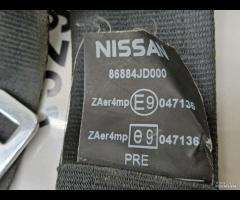 NISSAN
86884JD000
ZAer4mp E9 047136
ZAer4mp e9 047136
PRE